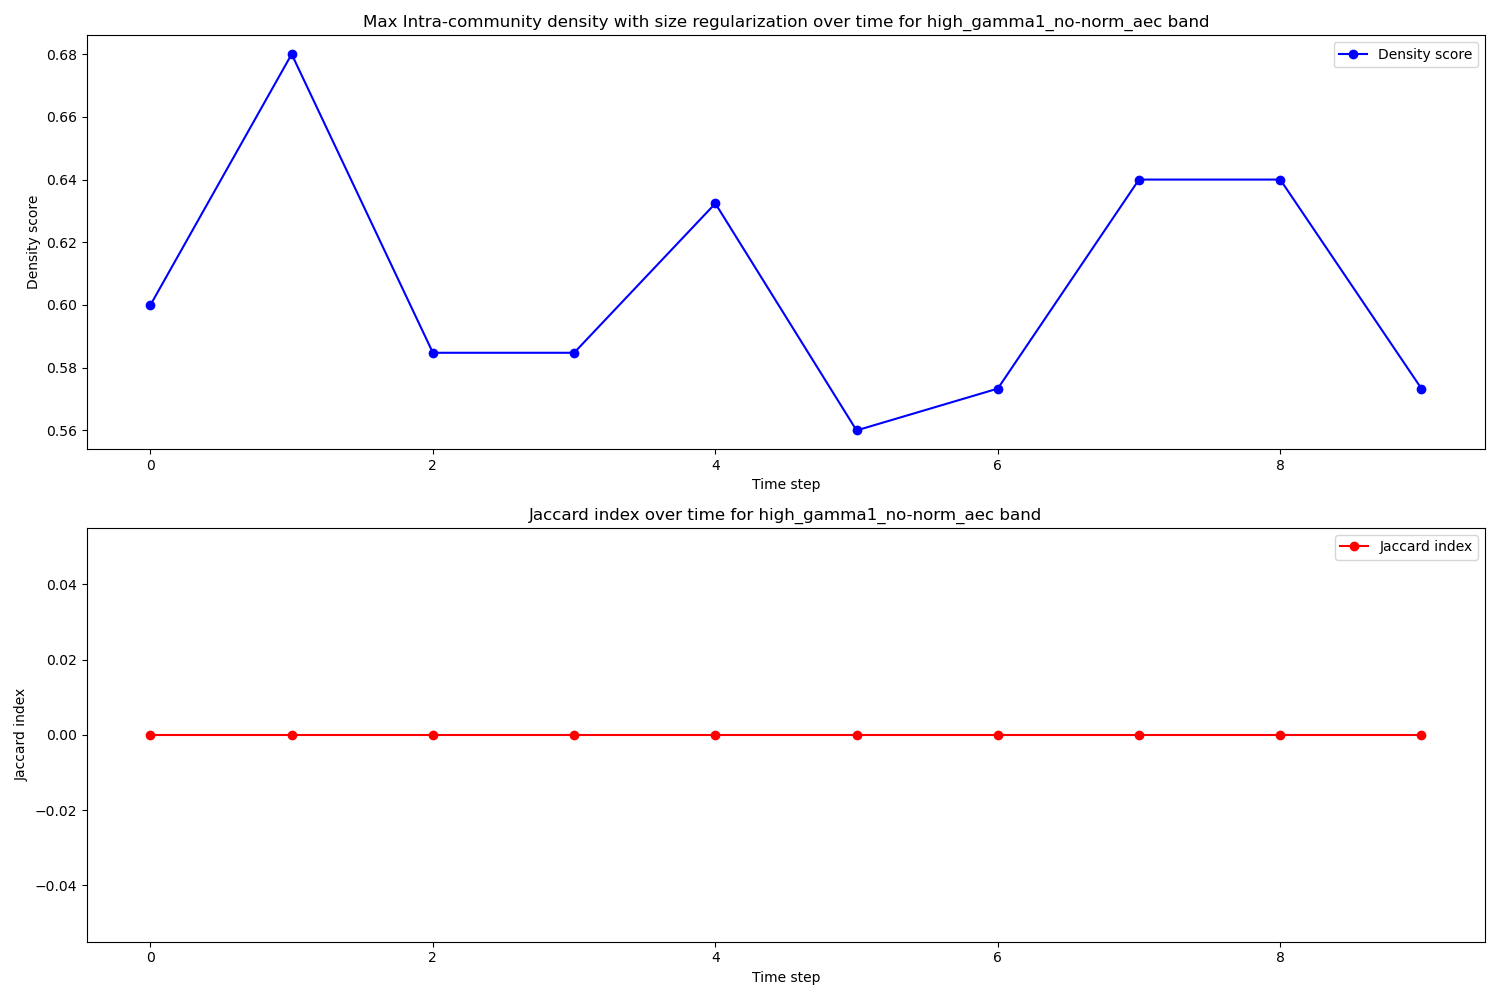 Max Intra-community density with size regularization over time for high_gamma1_no-norm_aec band
Density score
0.68
0.66
0.64
0.62
0.60
0.58
0.56
Density score
0
2
4
6
8
Time step
Jaccard index over time for high_gamma1_no-norm_aec band
Jaccard index
0.04
0.02
0.00
−0.02
−0.04
Jaccard index
0
2
4
6
8
Time step